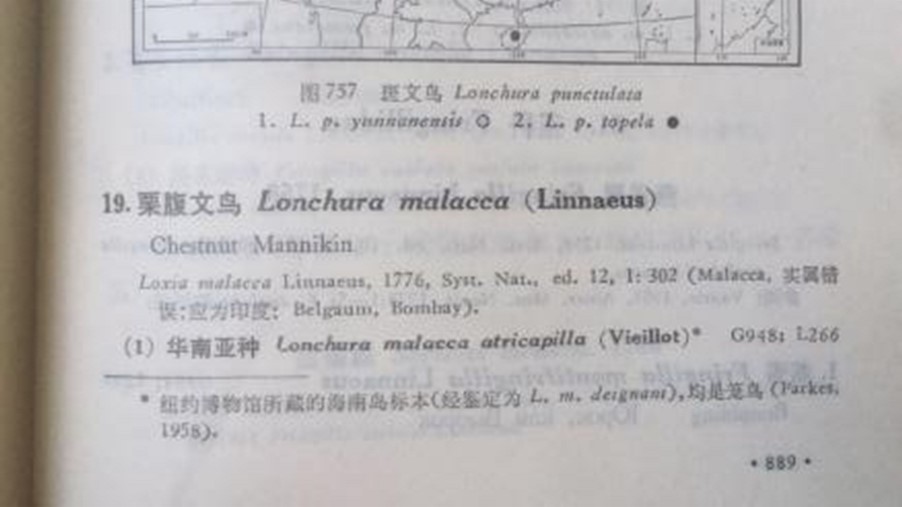 图 757 斑文鸟 Lonchura punctulata
1. L. p. yunnanensis ○ 2. L. p. topela ●
19. 栗腹文鸟 Lonchura malacca (Linnaeus)
Chestnut Mannikin
Loxia malacca Linnaeus, 1776, Syst. Nat., ed. 12, 1: 302 (Malacca, 实属错
误;应为印度: Belgaum, Bombay).
(1) 华南亚种 Lonchura malacca atricapilla (Vieillot)* G948; L266
* 纽约博物馆所藏的海南岛标本(经鉴定为 L. m. deignani),均是笼鸟 (Parkes,
1958)。
• 889 •